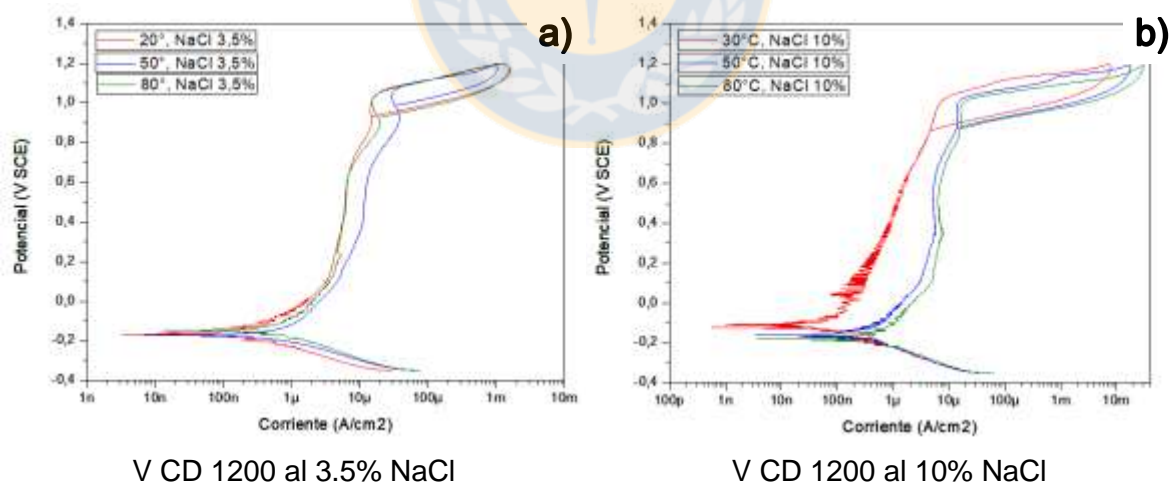 a)
20°, NaCl 3,5%
50°, NaCl 3,5%
80°, NaCl 3,5%
1,4
1,2
1,0
0,8
0,6
0,4
0,2
0,0
-0,2
-0,4
Potencial (V SCE)
1n 10n 100n 1µ 10µ 100µ 1m 10m
Corriente (A/cm2)
V CD 1200 al 3.5% NaCl
b)
30°C, NaCl 10%
50°C, NaCl 10%
80°C, NaCl 10%
1,4
1,2
1,0
0,8
0,6
0,4
0,2
0,0
-0,2
-0,4
Potencial (V SCE)
100p 1n 10n 100n 1µ 10µ 100µ 1m 10m
Corriente (A/cm2)
V CD 1200 al 10% NaCl